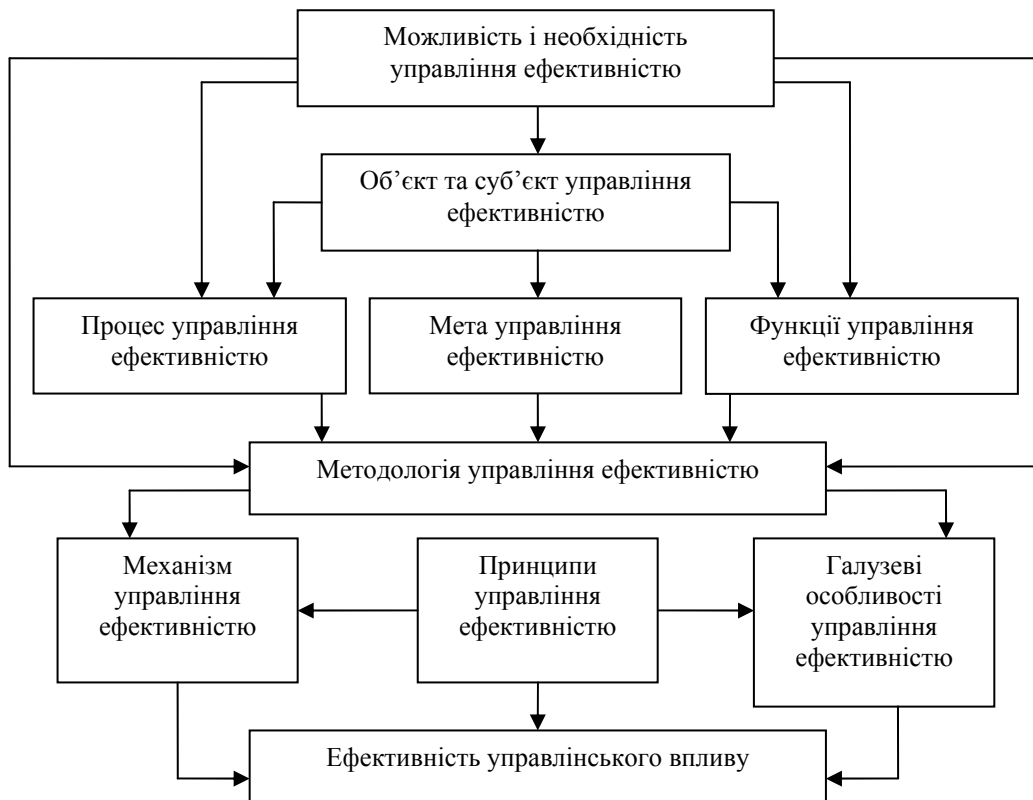 Можливість і необхідність
управління ефективністю
Об’єкт та суб’єкт управління
ефективністю
Процес управління
ефективністю
Мета управління
ефективністю
Функції управління
ефективністю
Методологія управління ефективністю
Механізм
управління
ефективністю
Принципи
управління
ефективністю
Галузеві
особливості
управління
ефективністю
Ефективність управлінського впливу